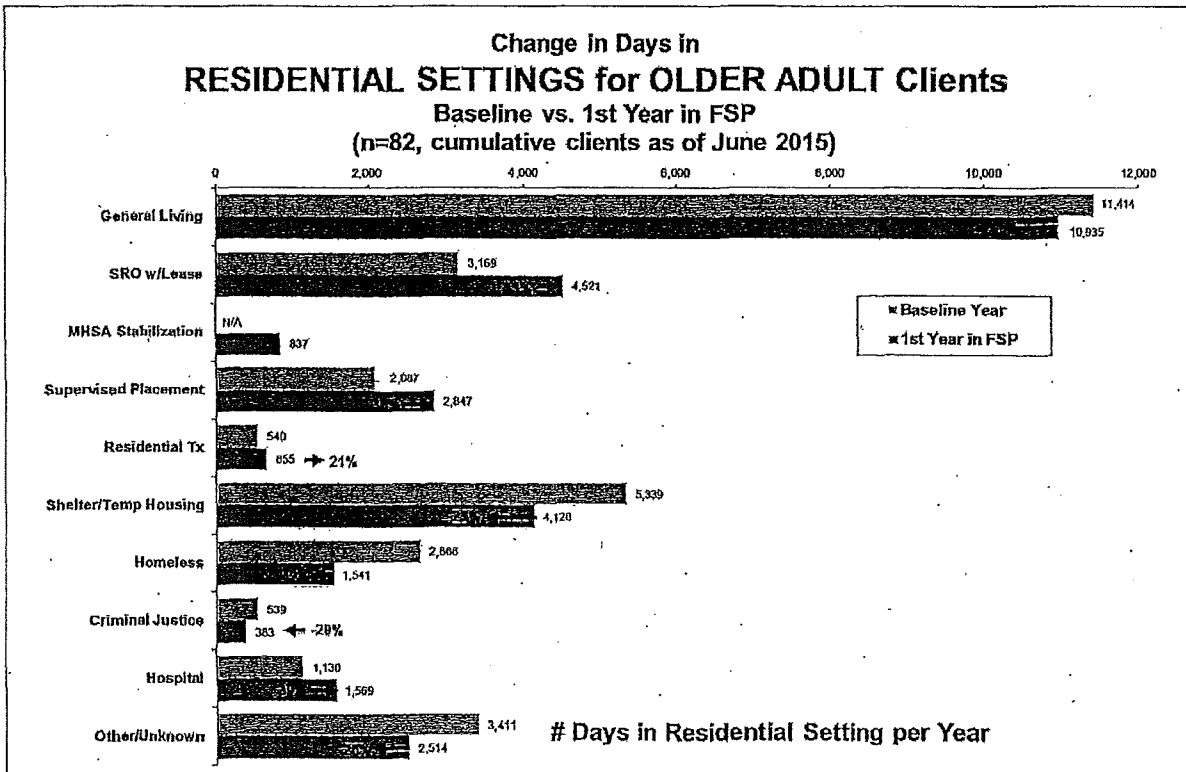 Change in Days in
RESIDENTIAL SETTINGS for OLDER ADULT Clients
Baseline vs. 1st Year in FSP
(n=82, cumulative clients as of June 2015)
0 2,000 4,000 6,000 8,000 10,000 12,000
General Living
11,414
10,935
SRO w/Lease
3,169
4,521
Baseline Year
1st Year in FSP
MHSA Stabilization
N/A
837
Supervised Placement
2,087
2,847
Residential Tx
540
655 21%
Shelter/Temp Housing
5,339
4,128
Homeless
1,541
Criminal Justice
539
383 -29%
Hospital
1,130
1,569
Other/Unknown
3,411
2,514
# Days in Residential Setting per Year